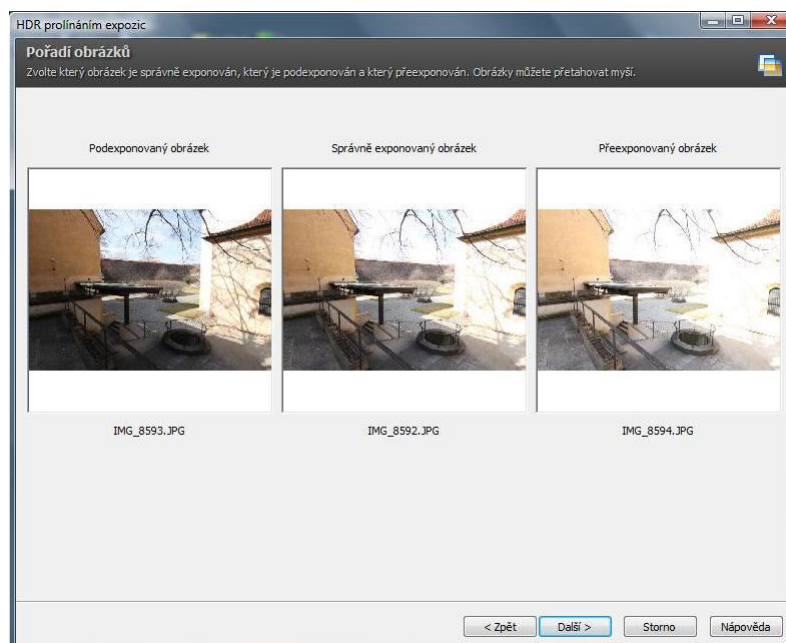 HDR prolínáním expozic
Pořadí obrázků
Zvolte který obrázek je správně exponován, který je podexponován a který přeexponován. Obrázky můžete přetahovat myší.
Podexponovaný obrázek
Správně exponovaný obrázek
Přeexponovaný obrázek
IMG_8593.JPG
IMG_8592.JPG
IMG_8594.JPG
< Zpět
Další >
Storno
Nápověda